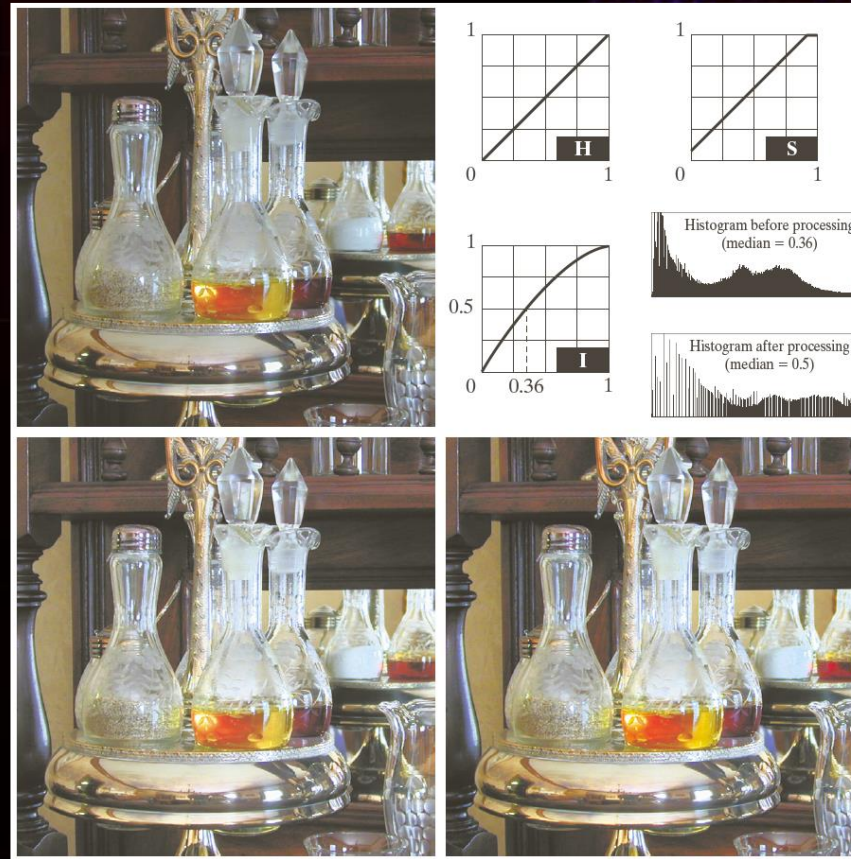 1
H
0
1
1
S
0
1
1
0.5
I
0
0.36
1
Histogram before processing
(median = 0.36)
Histogram after processing
(median = 0.5)